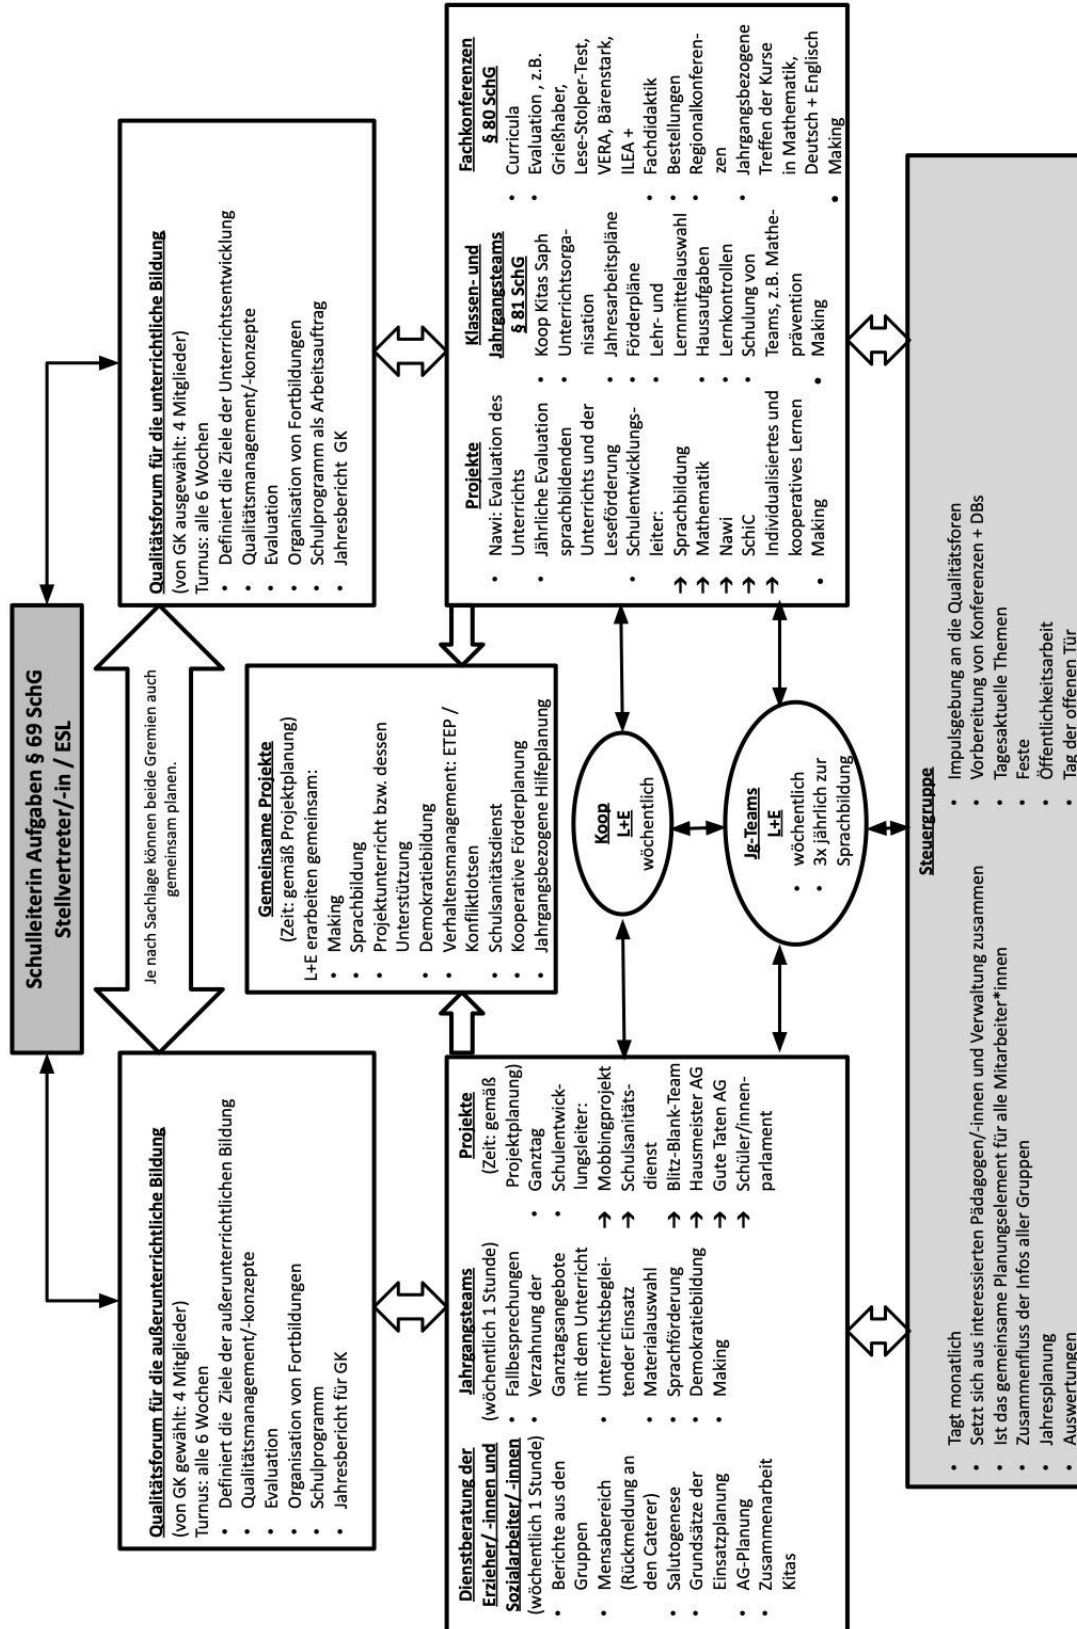 Schulleiterin Aufgaben § 69 SchG
Stellvertreter/-in / ESL
Je nach Sachlage können beide Gremien auch
gemeinsam planen.
Qualitätsforum für die außerunterrichtliche Bildung
(von GK gewählt: 4 Mitglieder)
Turnus: alle 6 Wochen
• Definiert die Ziele der außerunterrichtlichen Bildung
• Qualitätsmanagement/-konzepte
• Evaluation
• Organisation von Fortbildungen
• Schulprogramm
• Jahresbericht für GK
Qualitätsforum für die unterrichtliche Bildung
(von GK ausgewählt: 4 Mitglieder)
Turnus: alle 6 Wochen
• Definiert die Ziele der Unterrichtsentwicklung
• Qualitätsmanagement/-konzepte
• Evaluation
• Organisation von Fortbildungen
• Schulprogramm als Arbeitsauftrag
• Jahresbericht GK
Gemeinsame Projekte
(Zeit: gemäß Projektplanung)
L+E erarbeiten gemeinsam:
• Making
• Sprachbildung
• Projektunterricht bzw. dessen
Unterstützung
• Demokratiebildung
• Verhaltensmanagement: ETEP /
Konfliktlotsen
• Schulsanitätsdienst
• Kooperative Förderplanung
• Jahrgangsbezogene Hilfeplanung
Dienstberatung der
Erzieher/ -innen und
Sozialarbeiter/ -innen
(wöchentlich 1 Stunde)
• Berichte aus den
Gruppen
• Mensabereich
(Rückmeldung an
den Caterer)
• Salutogenese
• Grundsätze der
Einsatzplanung
• AG-Planung
• Zusammenarbeit
Kitas
Jahrgangsteams
(wöchentlich 1 Stunde)
• Fallbesprechungen
• Verzahnung der
Ganztagsangebote
mit dem Unterricht
• Unterrichtsbeglei-
tender Einsatz
• Materialauswahl
• Sprachförderung
• Demokratiebildung
• Making
Projekte
(Zeit: gemäß
Projektplanung)
• Ganztag
• Schulentwick-
lungsleiter:
→ Mobbingprojekt
→ Schulsanitäts-
dienst
→ Blitz-Blank-Team
→ Hausmeister AG
→ Gute Taten AG
→ Schüler/innen-
parlament
Koop
L+E
wöchentlich
Jg-Teams
L+E
• wöchentlich
• 3x jährlich zur
Sprachbildung
Projekte
• Nawi: Evaluation des
Unterrichts
• Jährliche Evaluation
sprachbildenden
Unterrichts und der
Leseförderung
• Schulentwicklungs-
leiter:
→ Sprachbildung
→ Mathematik
→ Nawi
→ SchiC
→ Individualisiertes und
kooperatives Lernen
• Making
Klassen- und
Jahrgangsteams
§ 81 SchG
• Koop Kitas Saph
• Unterrichtsorga-
nisation
• Jahresarbeitspläne
• Förderpläne
• Lehr- und
Lernmittelauswahl
• Hausaufgaben
• Lernkontrollen
• Schulung von
Teams, z.B. Mathe-
prävention
• Making
Fachkonferenzen
§ 80 SchG
• Curricula
• Evaluation , z.B.
Grießhaber,
Lese-Stolper-Test,
VERA, Bärenstark,
ILEA +
• Fachdidaktik
• Bestellungen
• Regionalkonferen-
zen
• Jahrgangsbezogene
Treffen der Kurse
in Mathematik,
Deutsch + Englisch
• Making
Steuergruppe
• Tagt monatlich
• Setzt sich aus interessierten Pädagogen/-innen und Verwaltung zusammen
• Ist das gemeinsame Planungselement für alle Mitarbeiter*innen
• Zusammenfluss der Infos aller Gruppen
• Jahresplanung
• Auswertungen
• Impulsgebung an die Qualitätsforen
• Vorbereitung von Konferenzen + DBs
• Tagesaktuelle Themen
• Feste
• Öffentlichkeitsarbeit
• Tag der offenen Tür